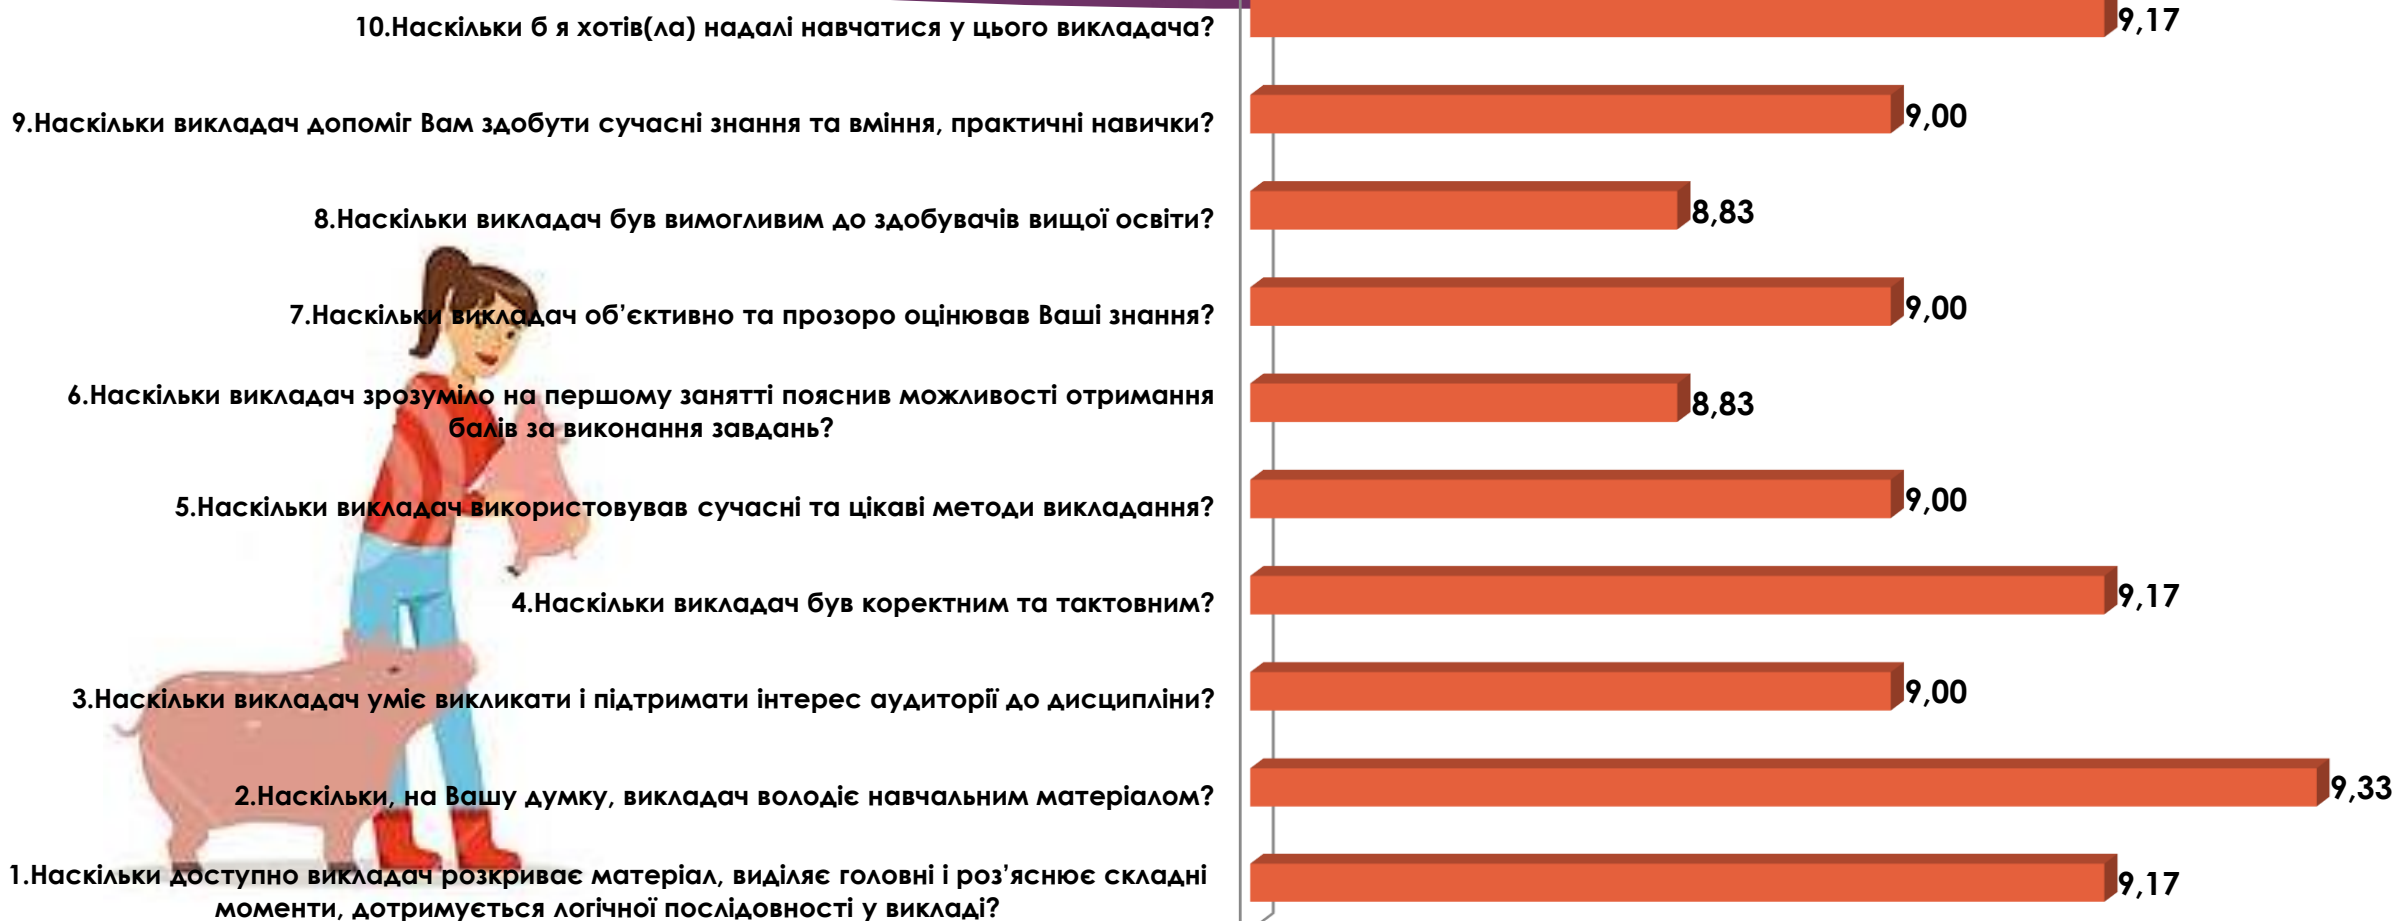 10.Наскільки б я хотів(ла) надалі навчатися у цього викладача?
9,17
9.Наскільки викладач допоміг Вам здобути сучасні знання та вміння, практичні навички?
9,00
8.Наскільки викладач був вимогливим до здобувачів вищої освіти?
8,83
7.Наскільки викладач об’єктивно та прозоро оцінював Ваші знання?
9,00
6.Наскільки викладач зрозуміло на першому занятті пояснив можливості отримання
балів за виконання завдань?
8,83
5.Наскільки викладач використовував сучасні та цікаві методи викладання?
9,00
4.Наскільки викладач був коректним та тактовним?
9,17
3.Наскільки викладач уміє викликати і підтримати інтерес аудиторії до дисципліни?
9,00
2.Наскільки, на Вашу думку, викладач володіє навчальним матеріалом?
9,33
1.Наскільки доступно викладач розкриває матеріал, виділяє головні і роз’яснює складні
моменти, дотримується логічної послідовності у викладі?
9,17